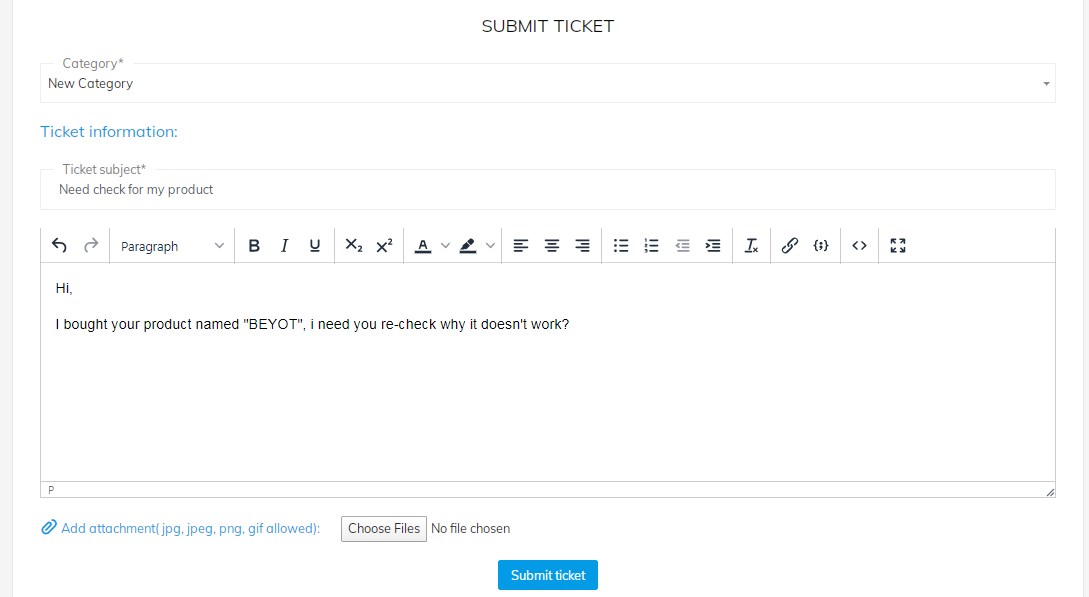 SUBMIT TICKET
Category*
New Category
Ticket information:
Ticket subject*
Need check for my product
Paragraph B I U X₂ X² A
Hi,
I bought your product named "BEYOT", i need you re-check why it doesn't work?
P
Add attachment( jpg, jpeg, png, gif allowed): Choose Files No file chosen
Submit ticket